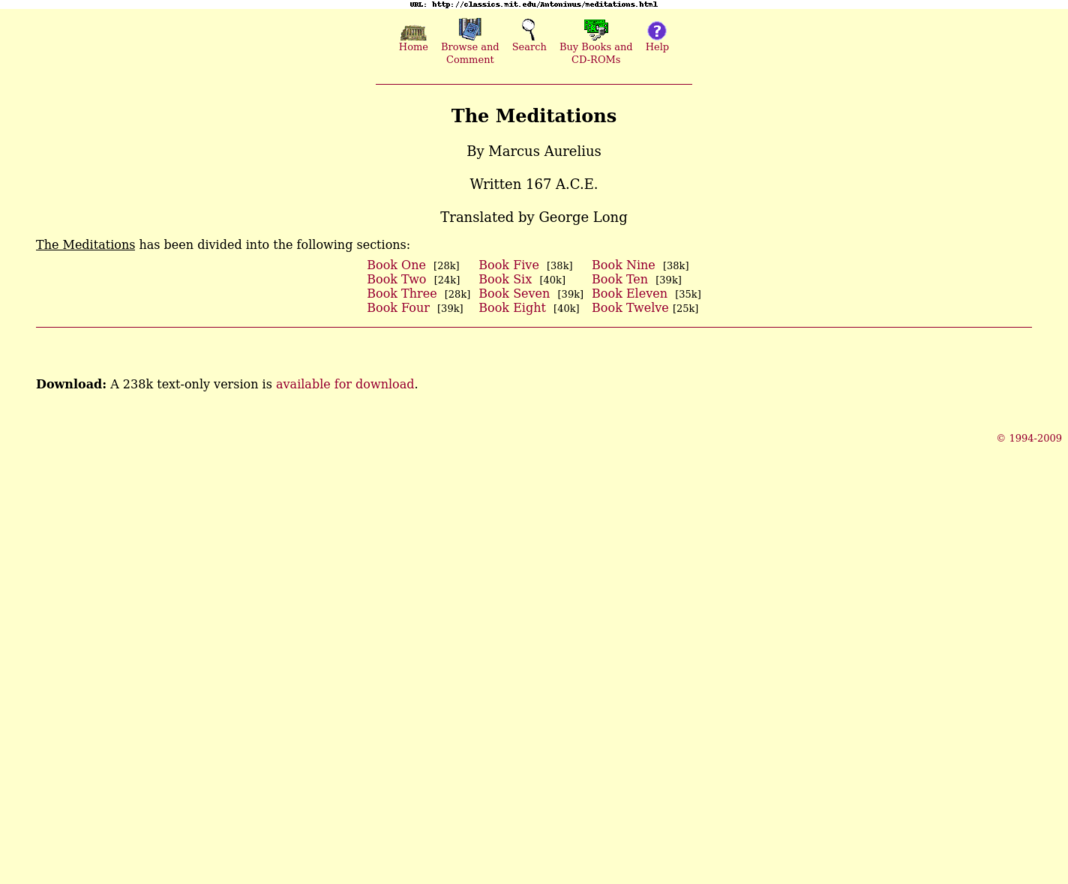 URL: http://classics.mit.edu/Antoninus/meditations.html
Home Browse and Comment Search Buy Books and CD-ROMs Help
The Meditations
By Marcus Aurelius
Written 167 A.C.E.
Translated by George Long
The Meditations has been divided into the following sections:
Book One [28k] Book Five [38k] Book Nine [38k]
Book Two [24k] Book Six [40k] Book Ten [39k]
Book Three [28k] Book Seven [39k] Book Eleven [35k]
Book Four [39k] Book Eight [40k] Book Twelve [25k]
Download: A 238k text-only version is available for download.
© 1994-2009